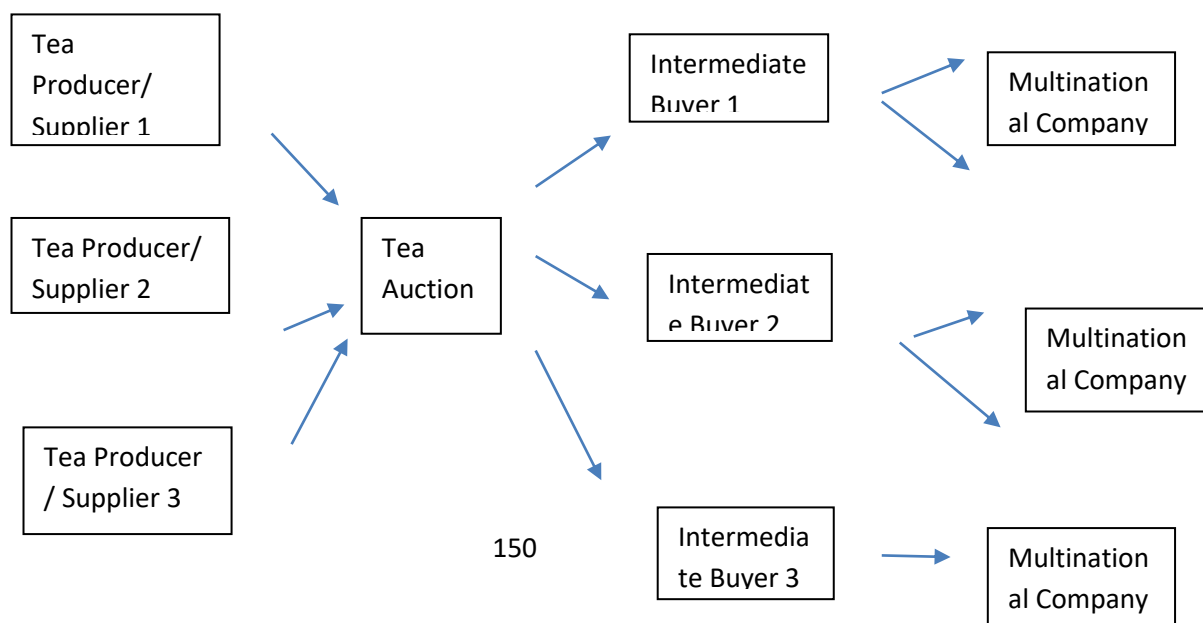 Tea
Producer/
Supplier 1
Tea Producer/
Supplier 2
Tea Producer
/ Supplier 3
Tea
Auction
Intermediate
Buyer 1
Intermediat
e Buyer 2
Intermedia
te Buyer 3
Multination
al Company
Multination
al Company
Multination
al Company
150